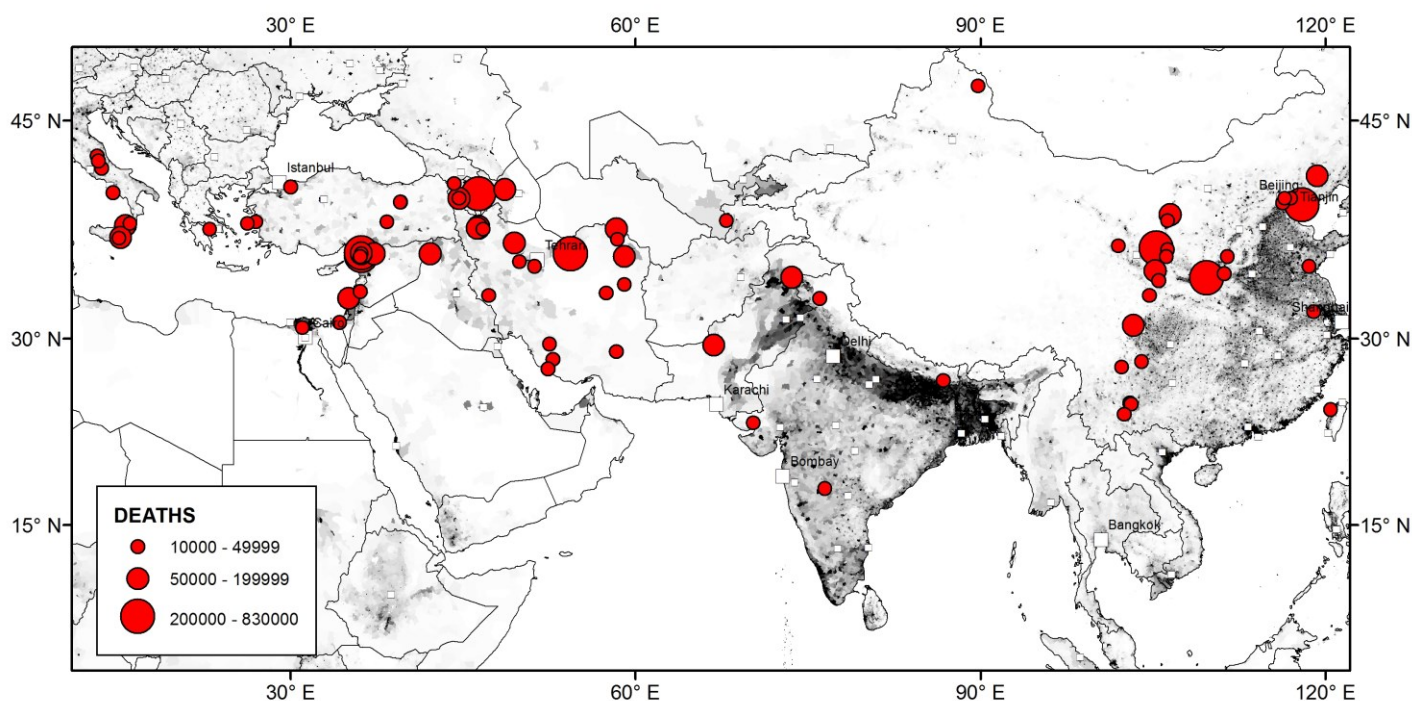 30° E 60° E 90° E 120° E
45° N 45° N
Istanbul
Beijing
Tianjin
Tehran
30° N Cairo Shanghai 30° N
Delhi
Karachi
Bombay
15° N Bangkok 15° N
DEATHS
10000 - 49999
50000 - 199999
200000 - 830000
30° E 60° E 90° E 120° E